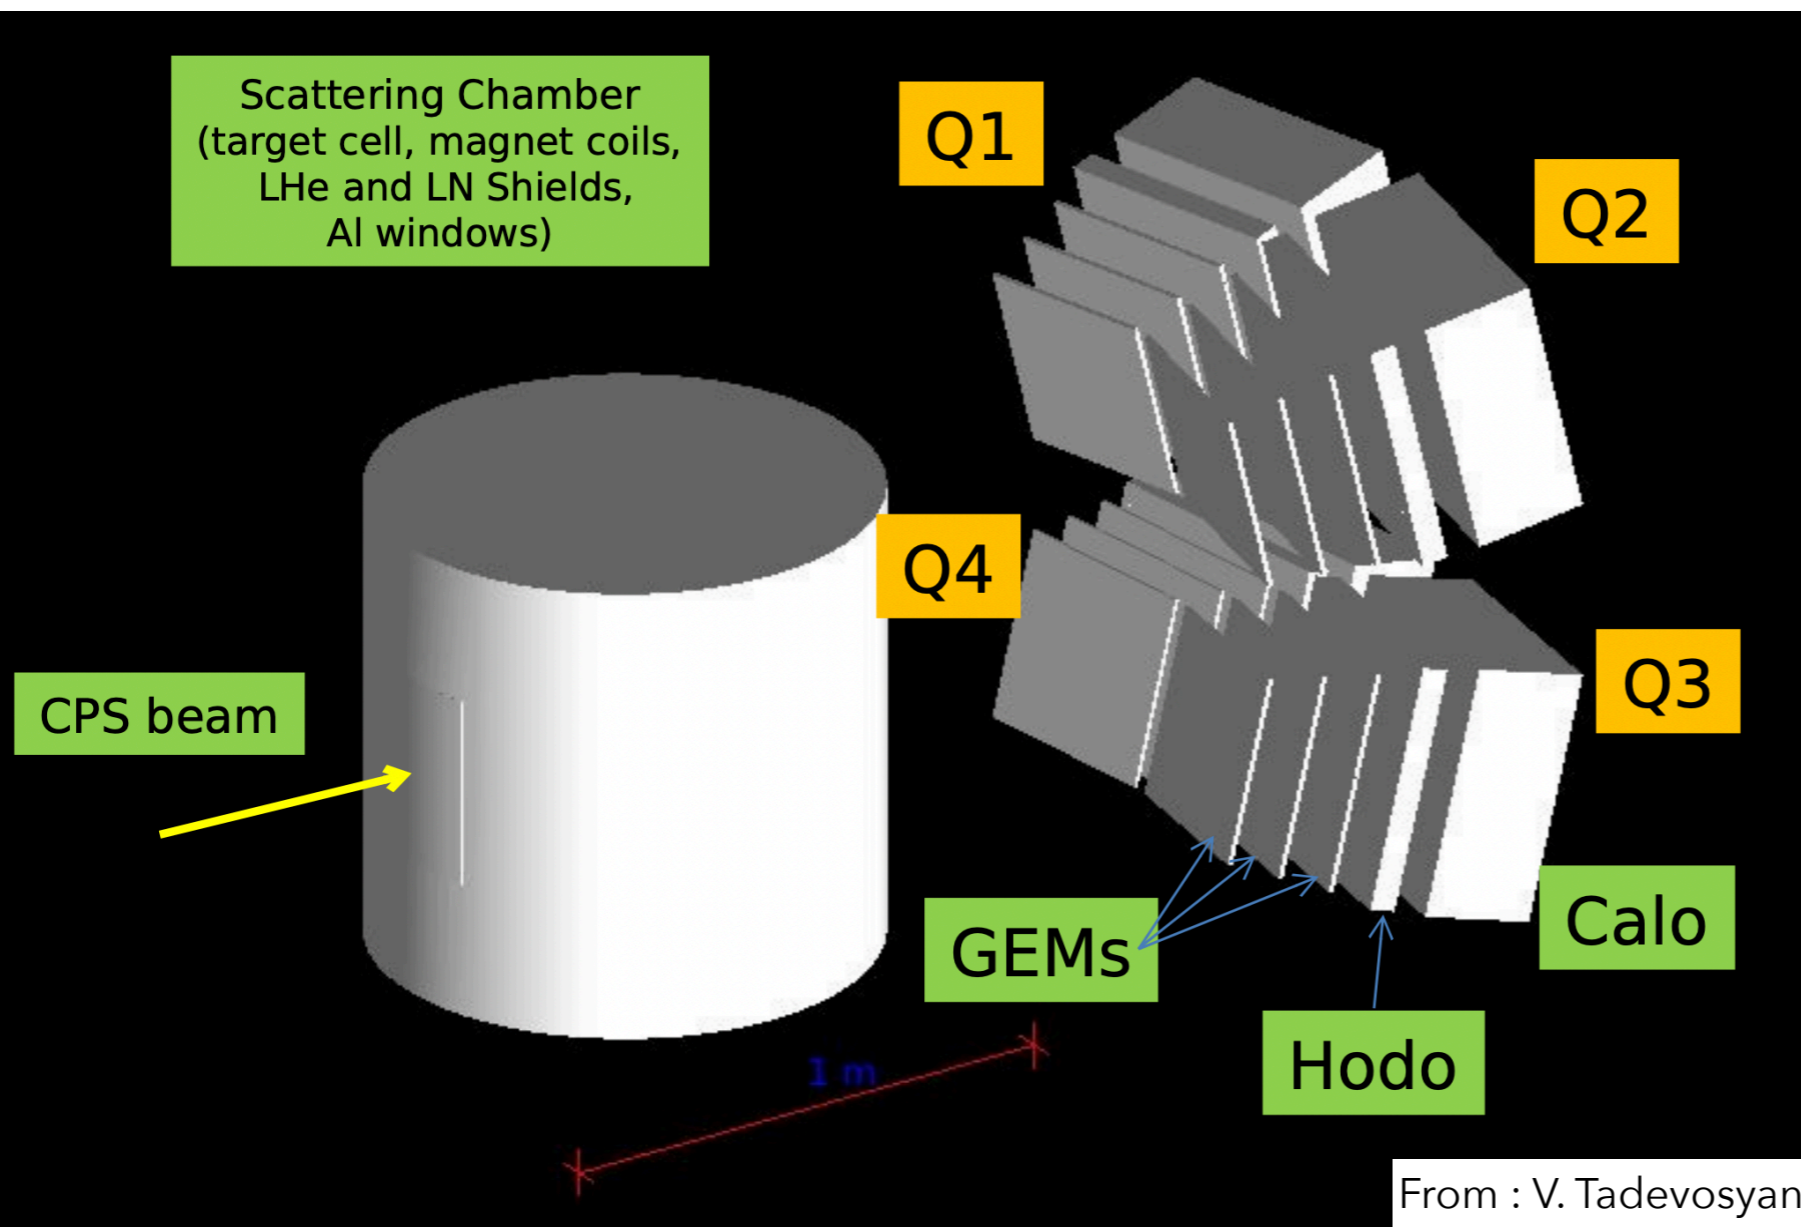 Scattering Chamber
(target cell, magnet coils,
LHe and LN Shields,
Al windows)
Q1
Q2
Q4
Q3
CPS beam
GEMs
Calo
Hodo
1 m
From : V. Tadevosyan